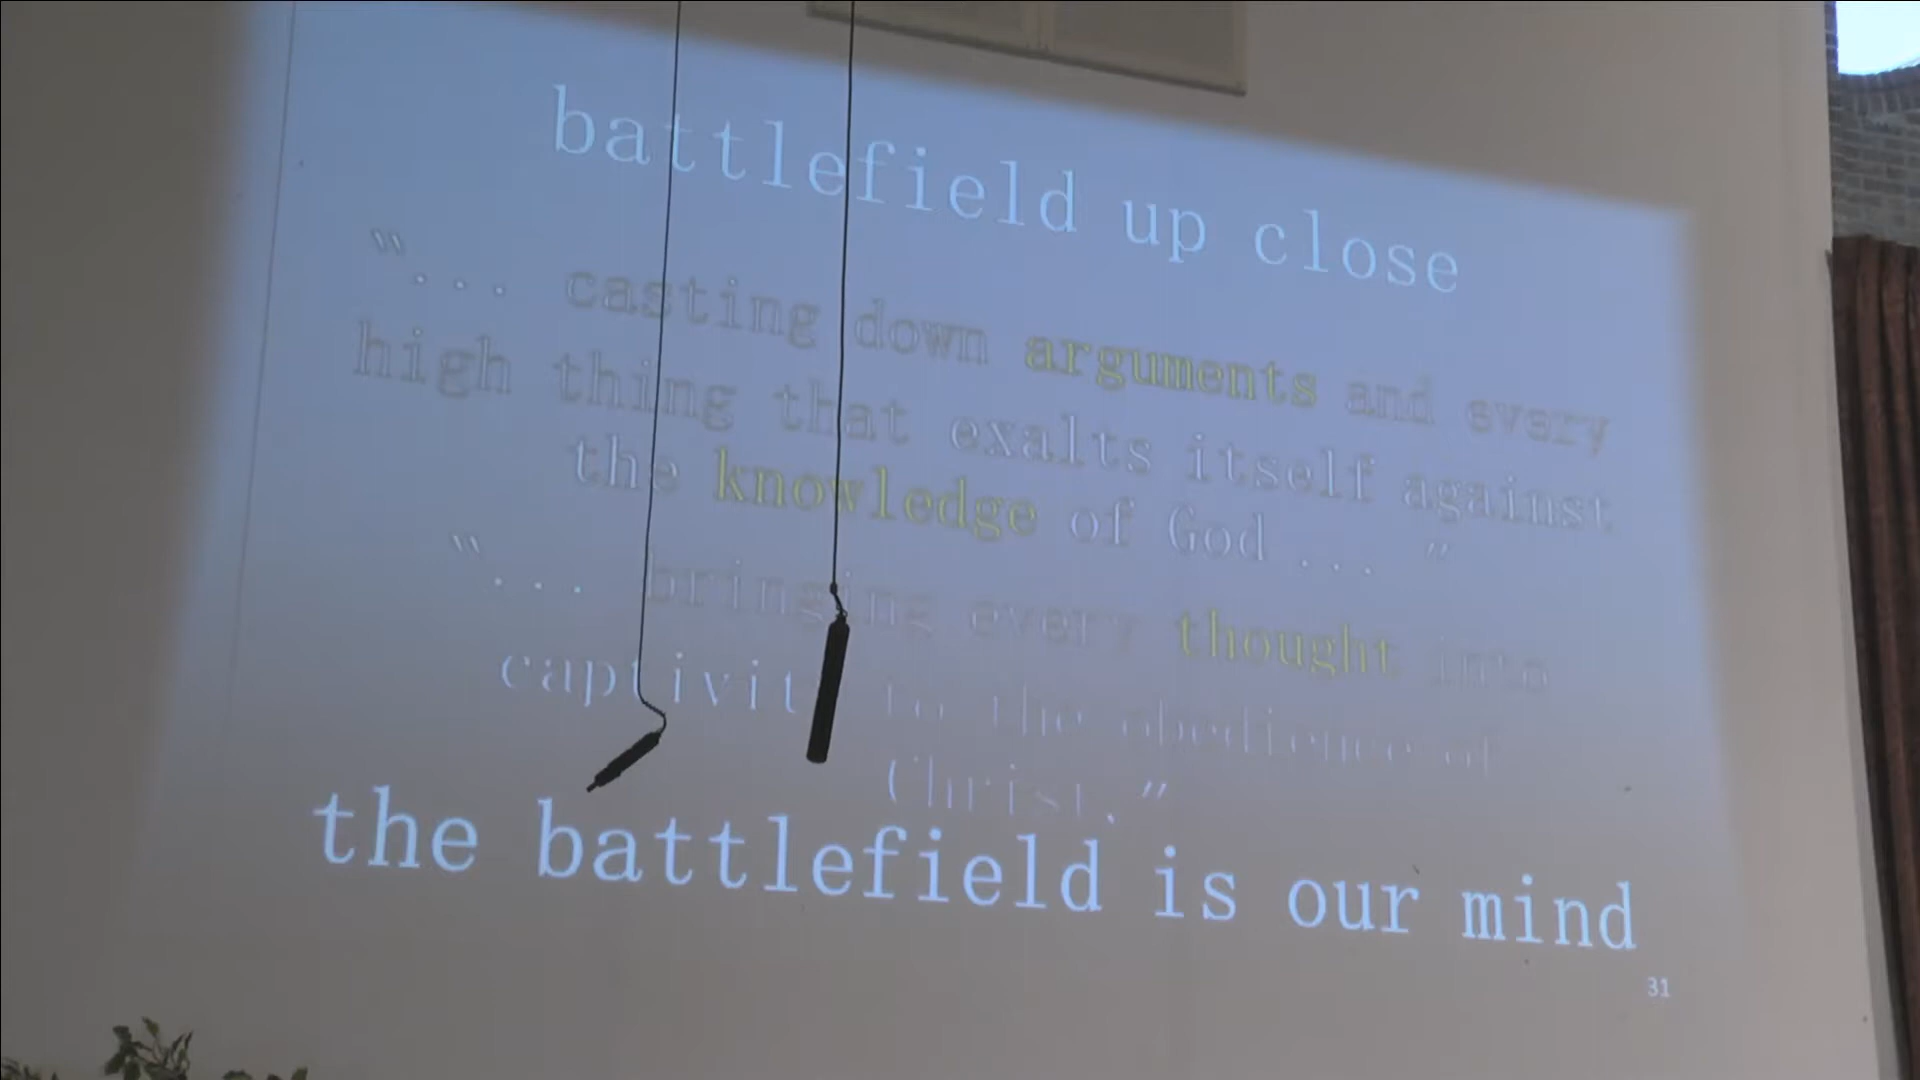 battlefield up close
“... casting down arguments and every
high thing that exalts itself against
the knowledge of God ... ”
“... bringing every thought into
captivity to the obedience of
Christ.”
the battlefield is our mind
31